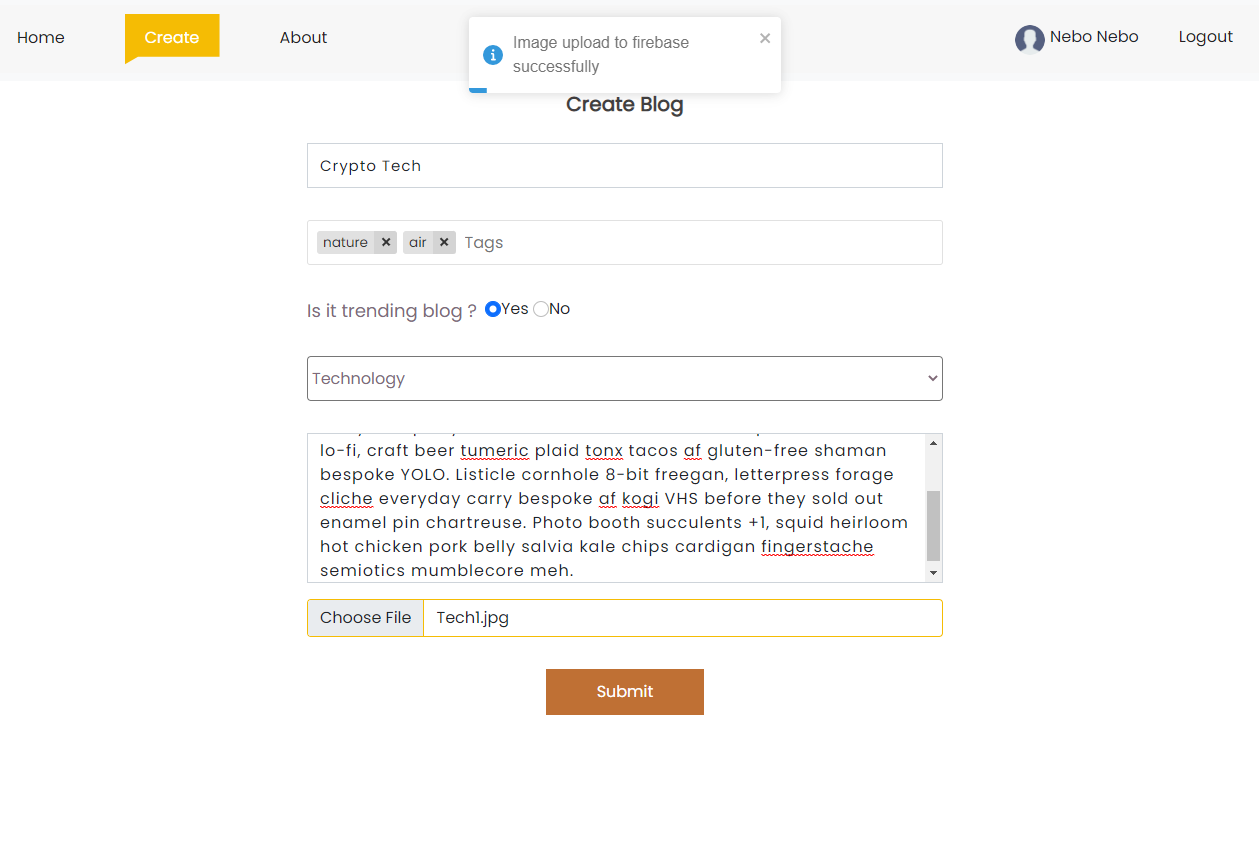 Home
Create
About
Image upload to firebase
successfully
×
Nebo Nebo
Logout
Create Blog
Crypto Tech
nature × air × Tags
Is it trending blog ? Yes No
Technology
lo-fi, craft beer tumeric plaid tonx tacos af gluten-free shaman
bespoke YOLO. Listicle cornhole 8-bit freegan, letterpress forage
cliche everyday carry bespoke af kogi VHS before they sold out
enamel pin chartreuse. Photo booth succulents +1, squid heirloom
hot chicken pork belly salvia kale chips cardigan fingerstache
semiotics mumblecore meh.
Choose File Tech1.jpg
Submit